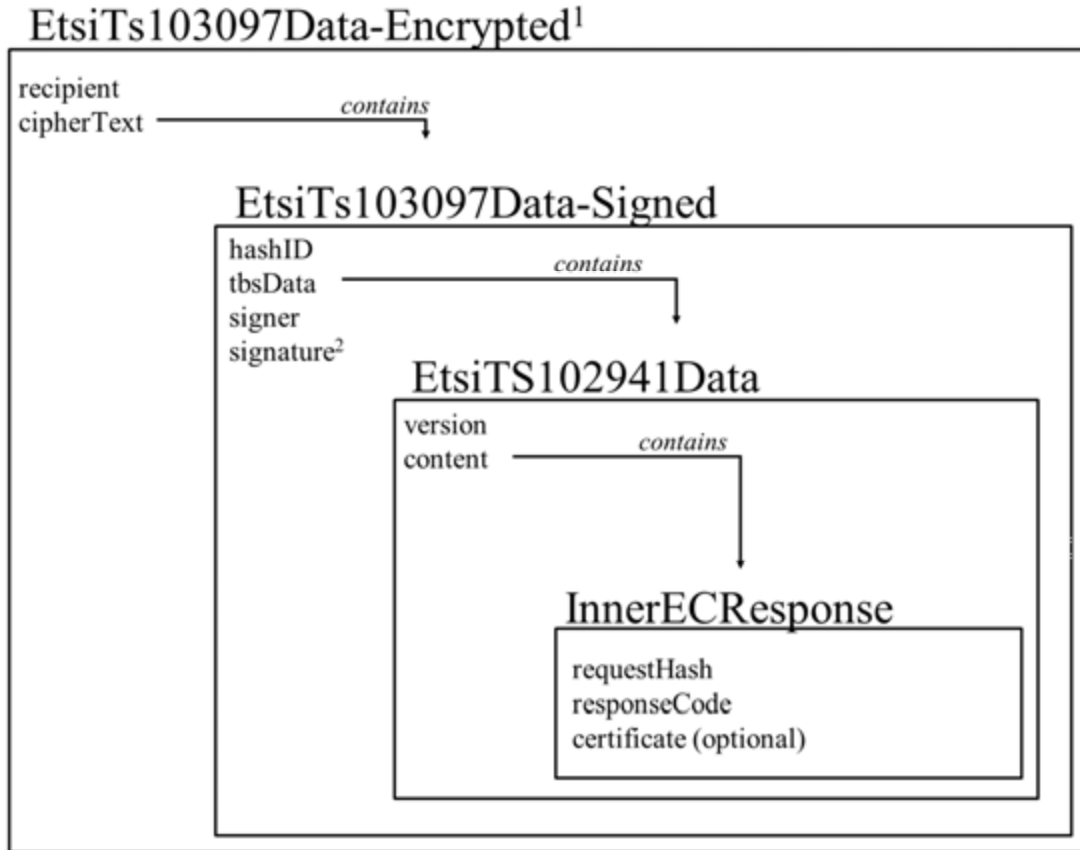 EtsiTs103097Data-Encrypted¹
recipient
cipherText
contains
EtsiTs103097Data-Signed
hashID
tbsData
contains
signer
signature²
EtsiTS102941Data
version
content
contains
InnerECResponse
requestHash
responseCode
certificate (optional)